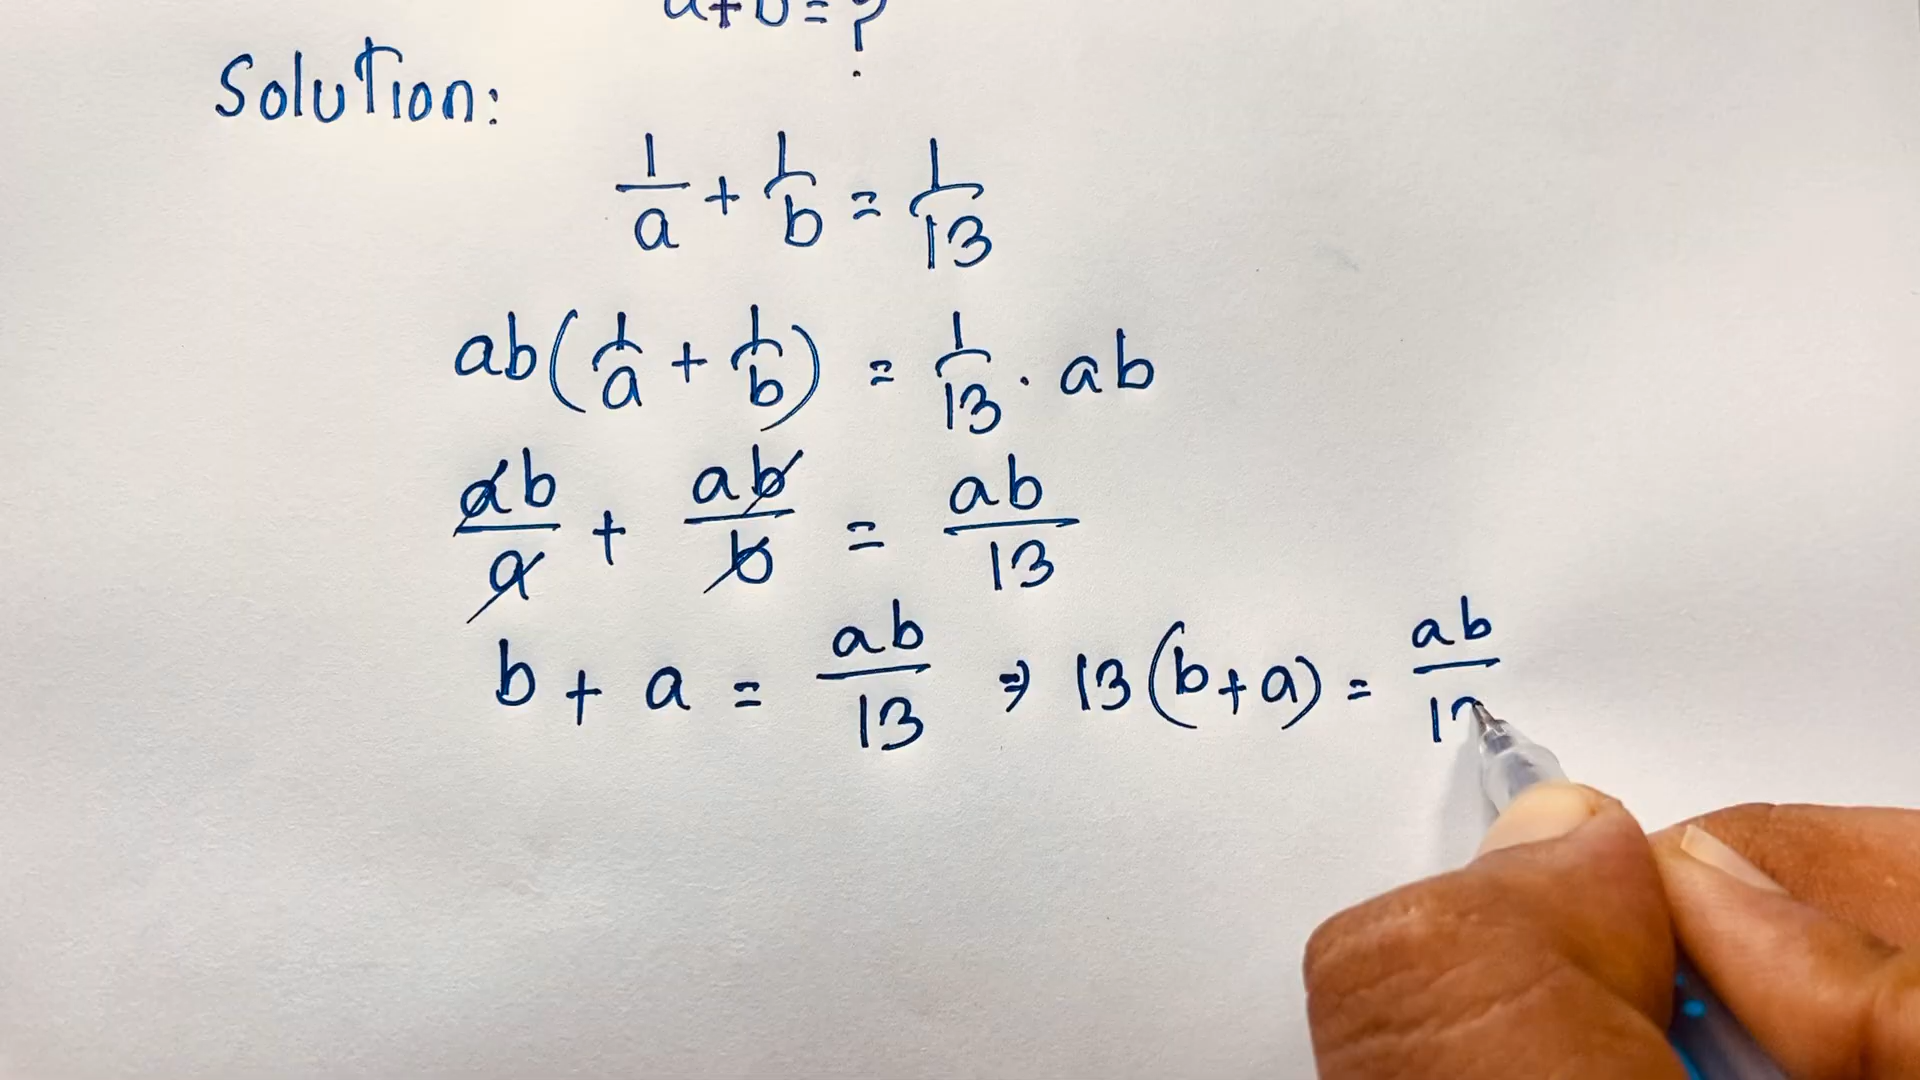 a+b=?
Solution:
1/a + 1/b = 1/13
ab(1/a + 1/b) = 1/13 . ab
ab/a + ab/b = ab/13
b + a = ab/13 ⇒ 13(b+a) = ab/1